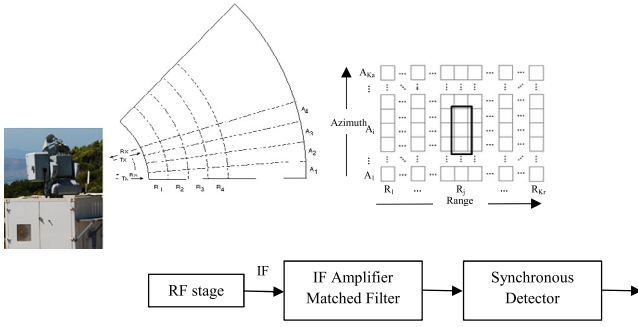 A4
A3
A2
A1
RX
TX
RX
TX
R1 R2 R3 R4
AKa
Azimuth
Ai
A1
R1 ... Rj ... RKr
Range
IF
RF stage
IF Amplifier
Matched Filter
Synchronous
Detector